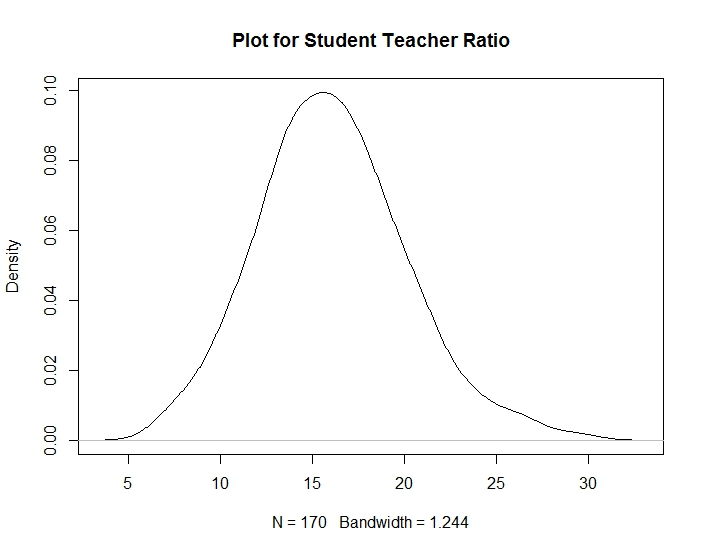 Plot for Student Teacher Ratio
Density
0.10
0.08
0.06
0.04
0.02
0.00
5 10 15 20 25 30
N = 170 Bandwidth = 1.244